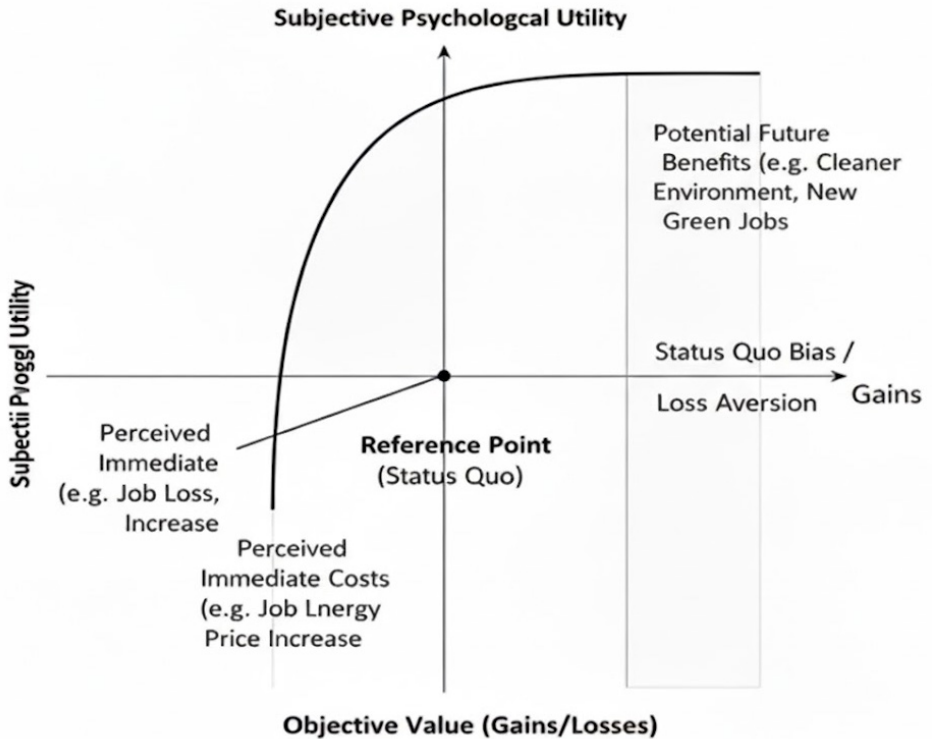 Subjective Psychologcal Utility
Potential Future
Benefits (e.g. Cleaner
Environment, New
Green Jobs
Subectii Pvoggl Utility
Status Quo Bias /
Loss Aversion
Gains
Perceived
Immediate
(e.g. Job Loss,
Increase
Reference Point
(Status Quo)
Perceived
Immediate Costs
(e.g. Job Lnergy
Price Increase
Objective Value (Gains/Losses)